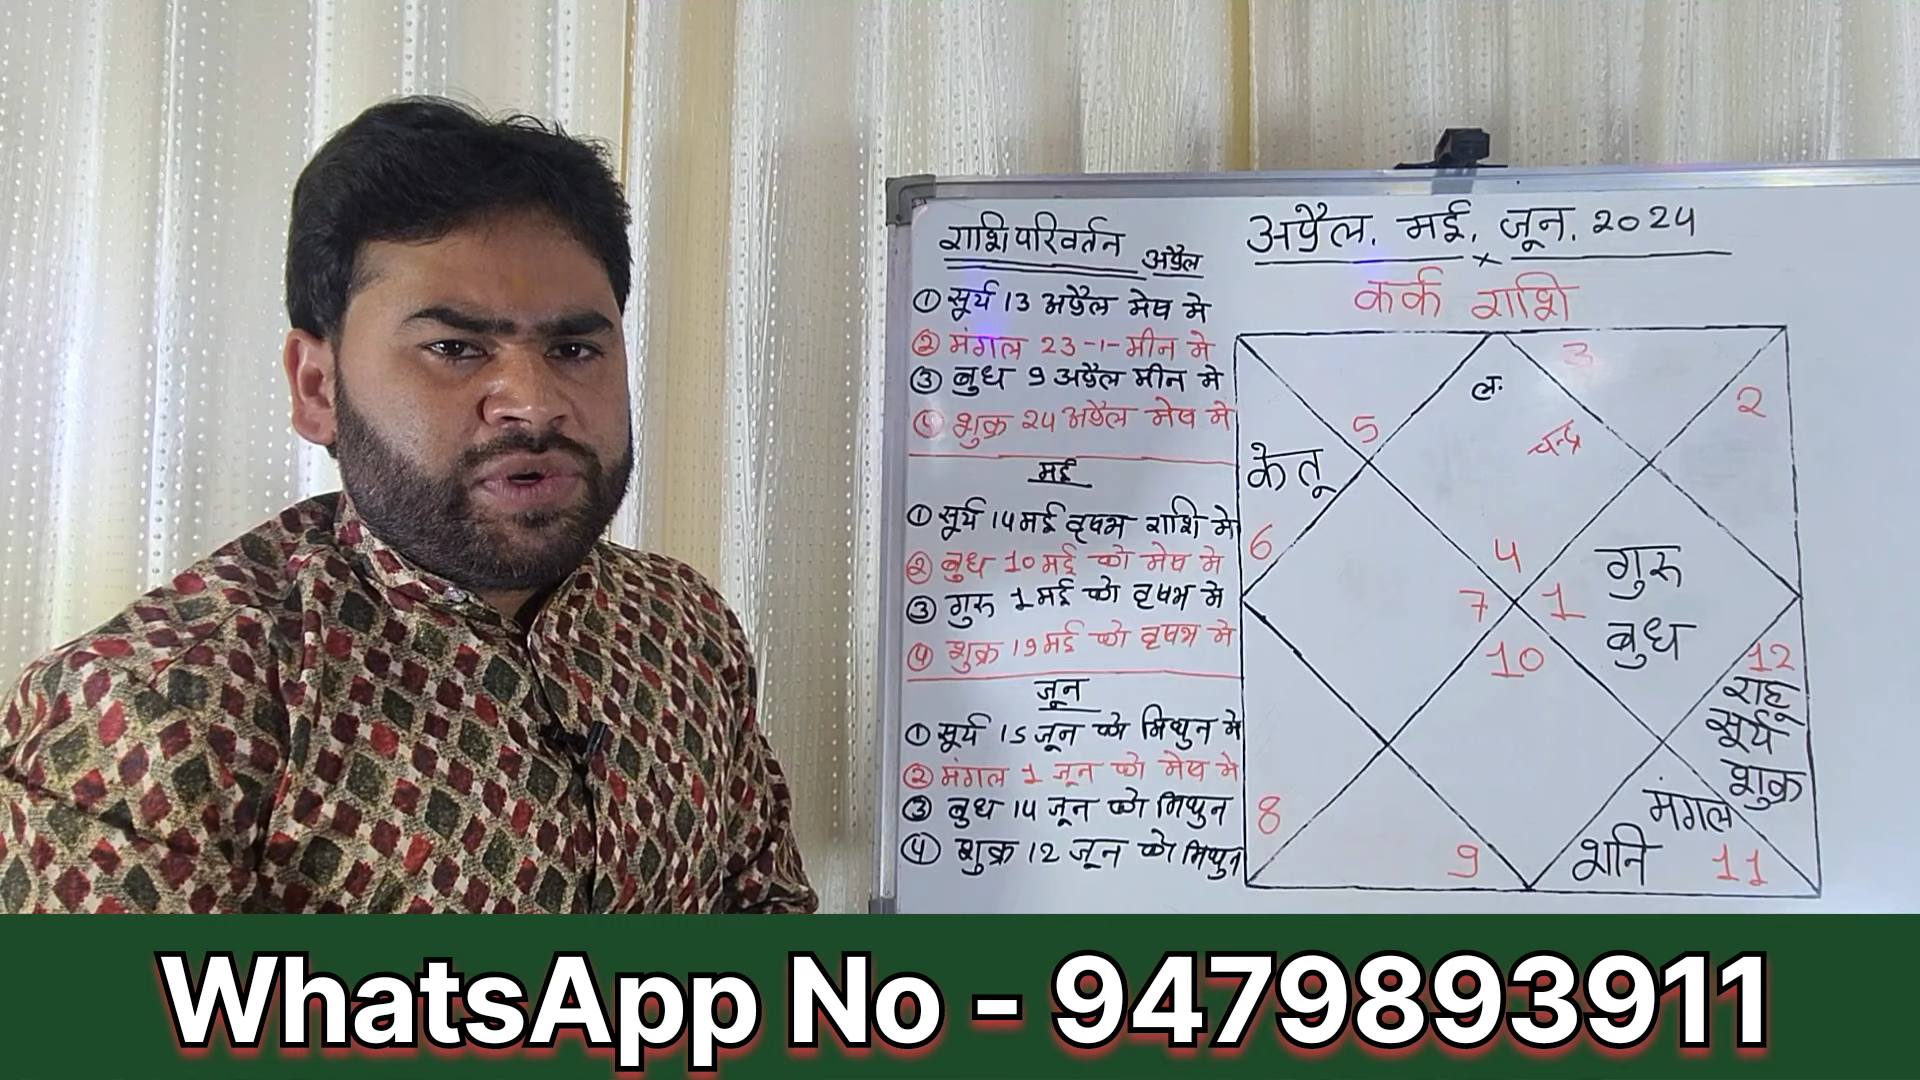 राशि परिवर्तन अप्रैल
① सूर्य 13 अप्रैल मेष मे
② मंगल 23-1-मीन मे
③ बुध 9 अप्रैल मीन मे
④ शुक्र 24 अप्रैल मेष मे
मई
① सूर्य 14 मई वृषभ राशि मे
② बुध 10 मई को मेष मे
③ गुरु 1 मई को वृषभ मे
④ शुक्र 19 मई को वृषभ मे
जून
① सूर्य 15 जून को मिथुन मे
② मंगल 1 जून को मेष मे
③ बुध 14 जून को मिथुन
④ शुक्र 12 जून को मिथुन
अप्रैल. मई. जून. 2024
कर्क राशि
3
ल.
2
5
चन्द्र
केतू
6
4
गुरु
7
1
बुध
10
12
राहू
सूर्य
शुक्र
मंगल
8
9
शनि
11
WhatsApp No - 9479893911